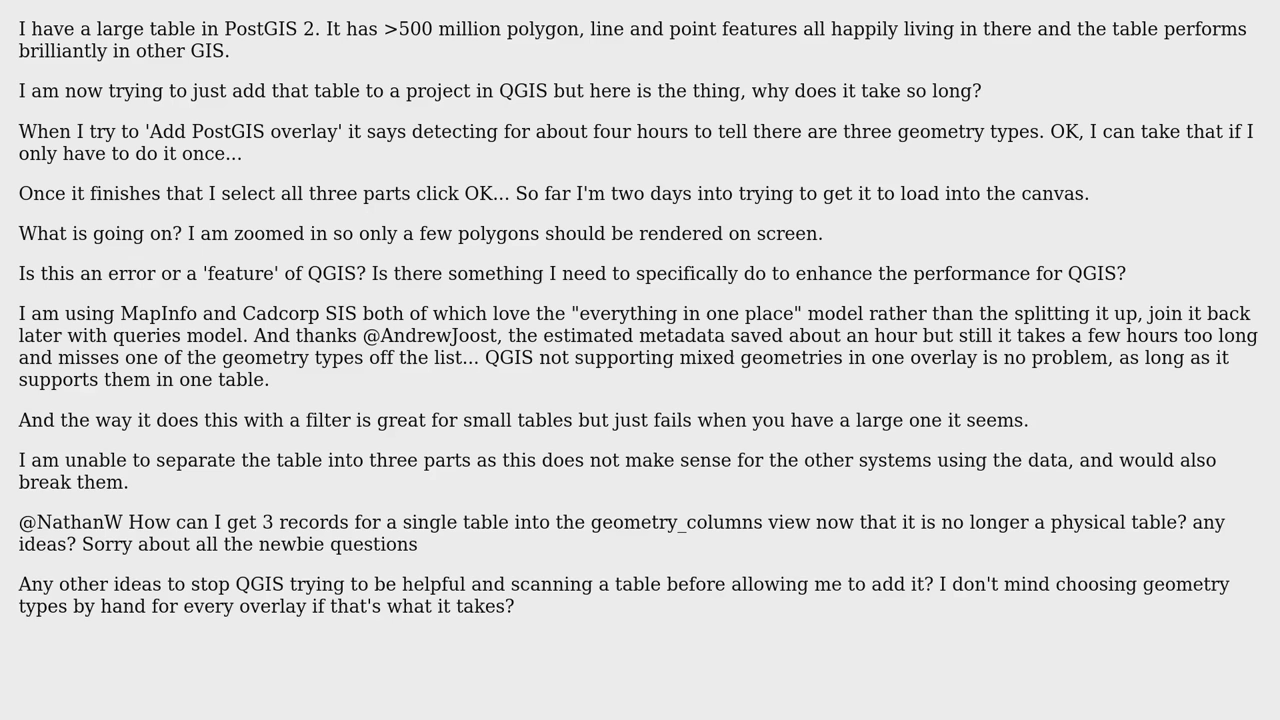 I have a large table in PostGIS 2. It has >500 million polygon, line and point features all happily living in there and the table performs
brilliantly in other GIS.
I am now trying to just add that table to a project in QGIS but here is the thing, why does it take so long?
When I try to 'Add PostGIS overlay' it says detecting for about four hours to tell there are three geometry types. OK, I can take that if I
only have to do it once...
Once it finishes that I select all three parts click OK... So far I'm two days into trying to get it to load into the canvas.
What is going on? I am zoomed in so only a few polygons should be rendered on screen.
Is this an error or a 'feature' of QGIS? Is there something I need to specifically do to enhance the performance for QGIS?
I am using MapInfo and Cadcorp SIS both of which love the "everything in one place" model rather than the splitting it up, join it back
later with queries model. And thanks @AndrewJoost, the estimated metadata saved about an hour but still it takes a few hours too long
and misses one of the geometry types off the list... QGIS not supporting mixed geometries in one overlay is no problem, as long as it
supports them in one table.
And the way it does this with a filter is great for small tables but just fails when you have a large one it seems.
I am unable to separate the table into three parts as this does not make sense for the other systems using the data, and would also
break them.
@NathanW How can I get 3 records for a single table into the geometry_columns view now that it is no longer a physical table? any
ideas? Sorry about all the newbie questions
Any other ideas to stop QGIS trying to be helpful and scanning a table before allowing me to add it? I don't mind choosing geometry
types by hand for every overlay if that's what it takes?